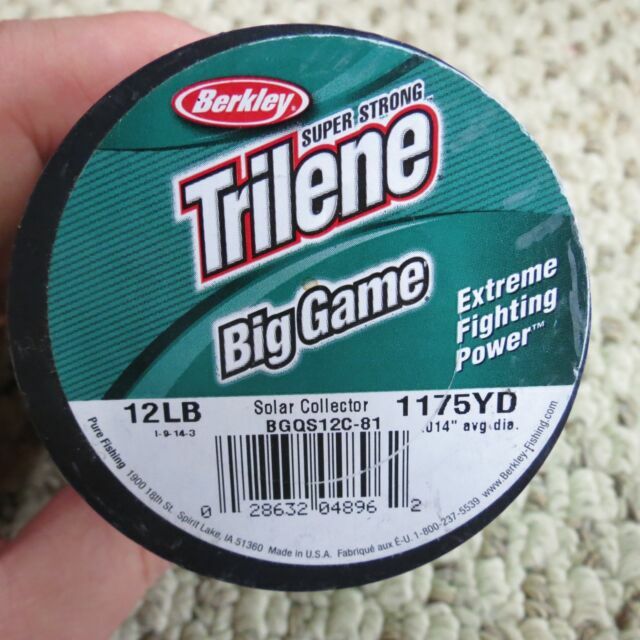 Berkley.
SUPER STRONG
Trilene
Big Game
Extreme
Fighting
Power™
12LB
1-9-14-3
Solar Collector
BGQS12C-81
1175YD
.014" avg.dia.
0 28632 04896 2
Pure Fishing 1900 18th St. Spirit Lake, IA 51360 Made in U.S.A. Fabriqué aux É-U. 1-800-237-5539 www.Berkley-Fishing.com